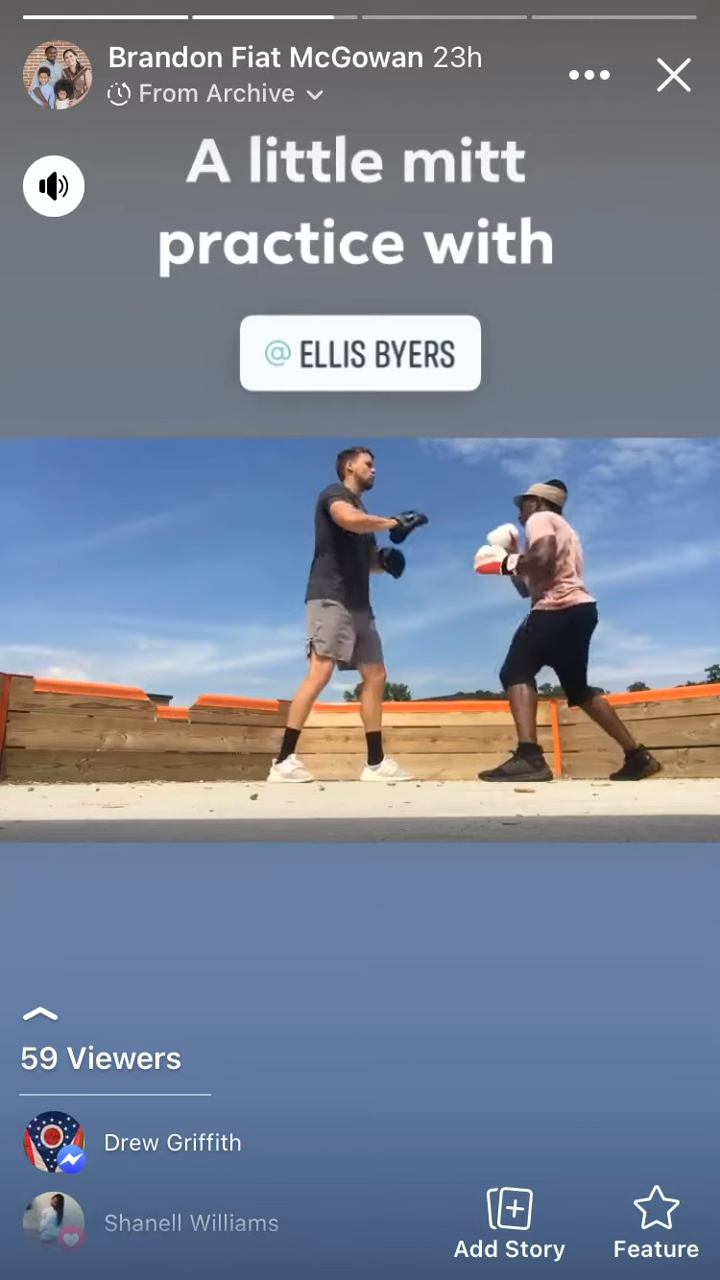 Brandon Fiat McGowan 23h
From Archive
A little mitt
practice with
@ ELLIS BYERS
59 Viewers
Drew Griffith
Shanell Williams
Add Story
Feature